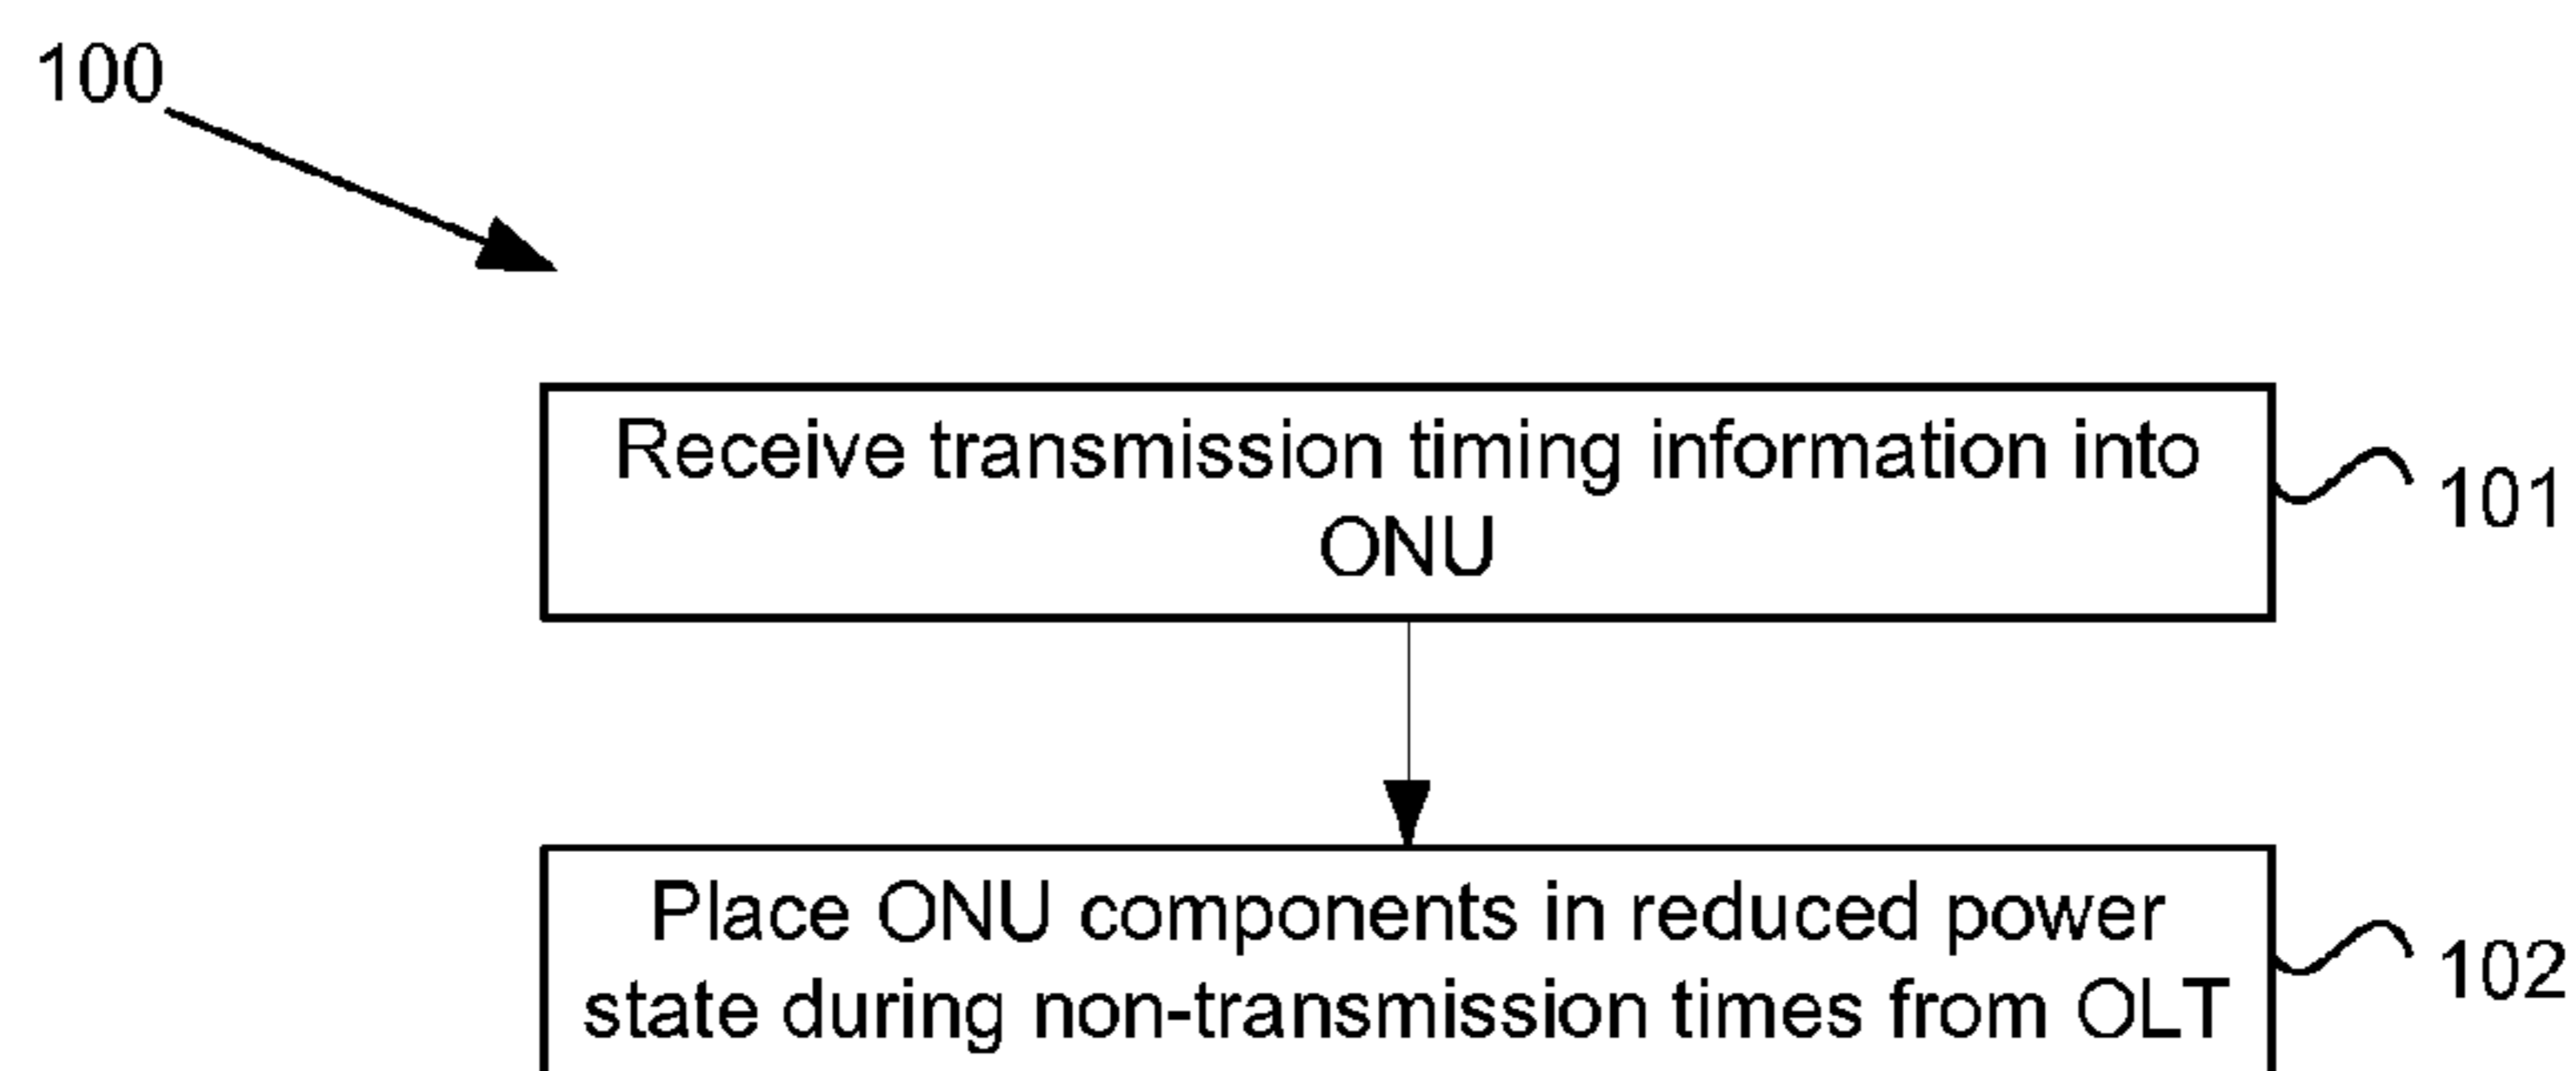 100
Receive transmission timing information into
ONU
101
Place ONU components in reduced power
state during non-transmission times from OLT
102